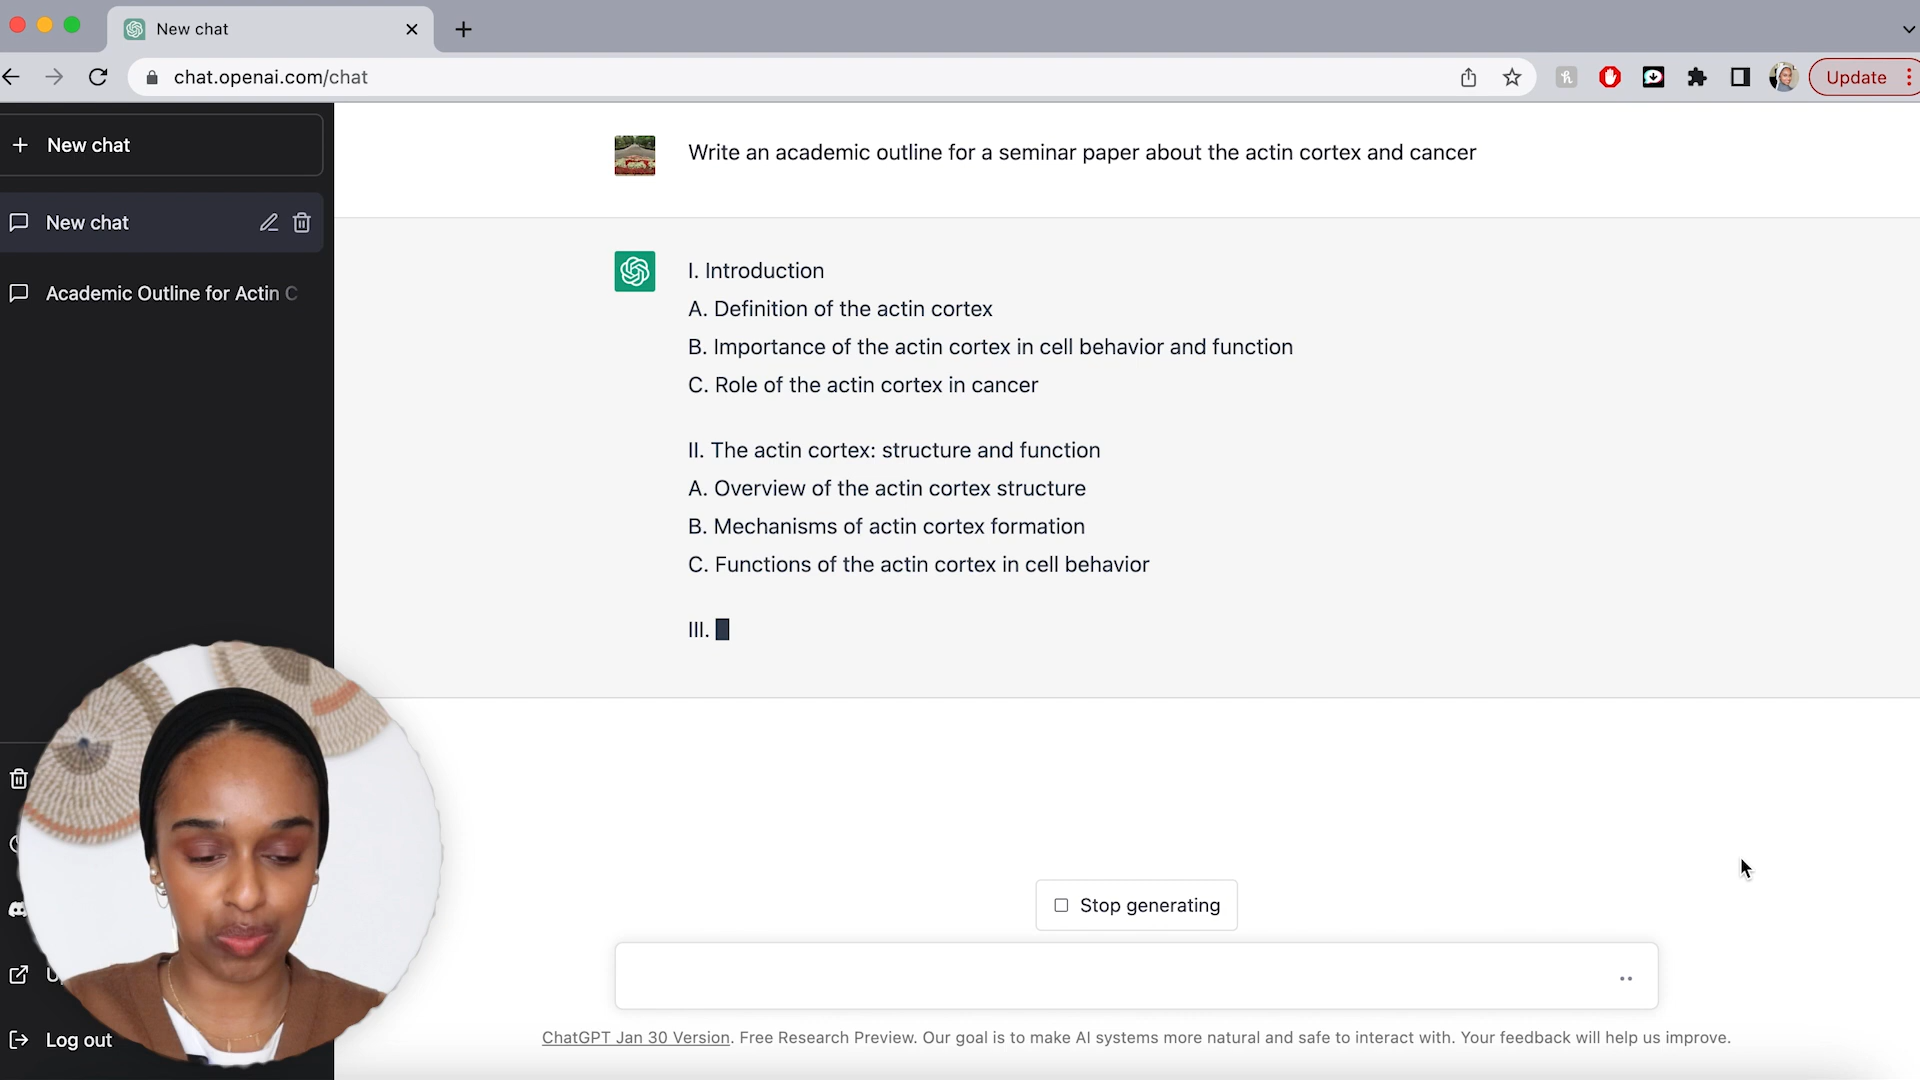 New chat
chat.openai.com/chat
Update
New chat
New chat
Academic Outline for Actin C
Write an academic outline for a seminar paper about the actin cortex and cancer
I. Introduction
A. Definition of the actin cortex
B. Importance of the actin cortex in cell behavior and function
C. Role of the actin cortex in cancer
II. The actin cortex: structure and function
A. Overview of the actin cortex structure
B. Mechanisms of actin cortex formation
C. Functions of the actin cortex in cell behavior
III.
Stop generating
Log out
ChatGPT Jan 30 Version. Free Research Preview. Our goal is to make AI systems more natural and safe to interact with. Your feedback will help us improve.